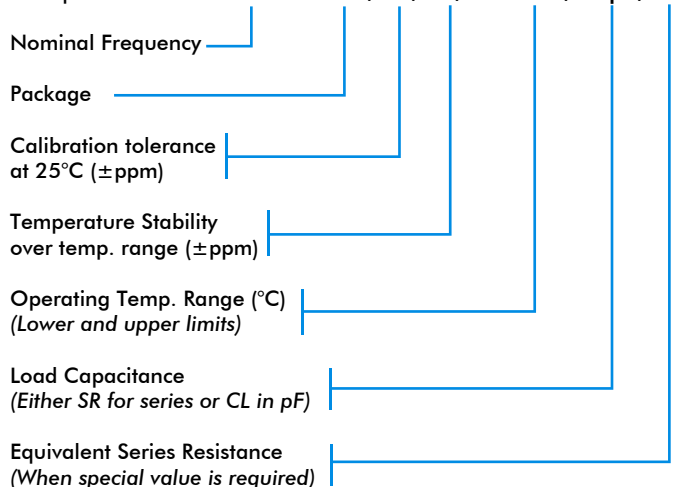 Nominal Frequency
Package
Calibration tolerance
at 25°C (±ppm)
Temperature Stability
over temp. range (±ppm)
Operating Temp. Range (°C)
(Lower and upper limits)
Load Capacitance
(Either SR for series or CL in pF)
Equivalent Series Resistance
(When special value is required)